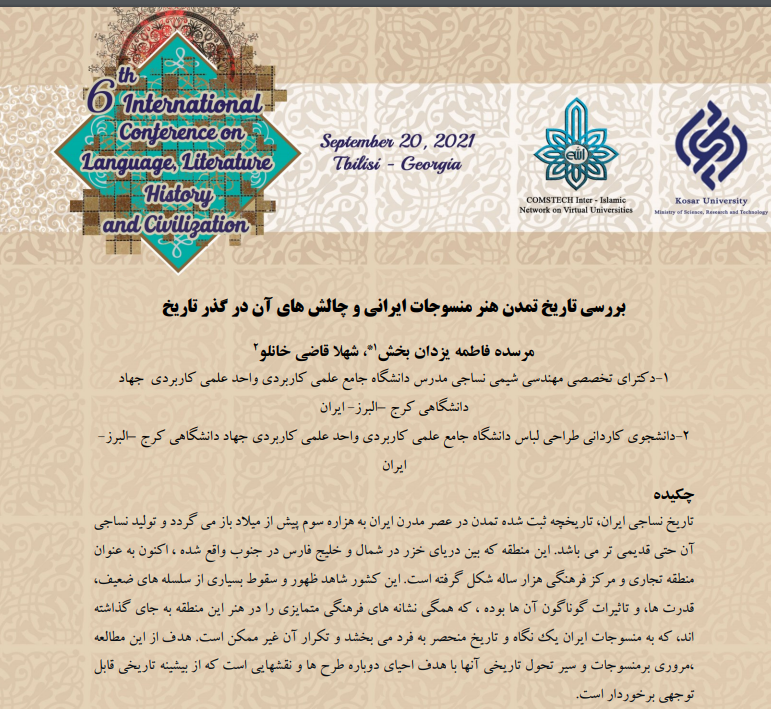 6th International
Conference on
Language, Literature
History
and Civilization
September 20, 2021
Tbilisi - Georgia
الله
COMSTECH Inter - Islamic
Network on Virtual Universities
Kosar University
Ministry of Science, Research and Technology
بررسی تاریخ تمدن هنر منسوجات ایرانی و چالش های آن در گذر تاریخ
مرسده فاطمه یزدان بخش۱*، شهلا قاضی خانلو۲
۱-دکترای تخصصی مهندسی شیمی نساجی مدرس دانشگاه جامع علمی کاربردی واحد علمی کاربردی جهاد
دانشگاهی کرج –البرز- ایران
۲-دانشجوی کاردانی طراحی لباس دانشگاه جامع علمی کاربردی واحد علمی کاربردی جهاد دانشگاهی کرج –البرز-
ایران
چکیده
تاریخ نساجی ایران، تاریخچه ثبت شده تمدن در عصر مدرن ایران به هزاره سوم پیش از میلاد باز می گردد و تولید نساجی
آن حتی قدیمی تر می باشد. این منطقه که بین دریای خزر در شمال و خلیج فارس در جنوب واقع شده ، اکنون به عنوان
منطقه تجاری و مرکز فرهنگی هزار ساله شکل گرفته است. این کشور شاهد ظهور و سقوط بسیاری از سلسله های ضعیف،
قدرت ها، و تاثیرات گوناگون آن ها بوده ، که همگی نشانه های فرهنگی متمایزی را در هنر این منطقه به جای گذاشته
اند، که به منسوجات ایران یک نگاه و تاریخ منحصر به فرد می بخشد و تکرار آن غیر ممکن است. هدف از این مطالعه
،مروری برمنسوجات و سیر تحول تاریخی آنها با هدف احیای دوباره طرح ها و نقشهایی است که از بیشینه تاریخی قابل
توجهی برخوردار است.